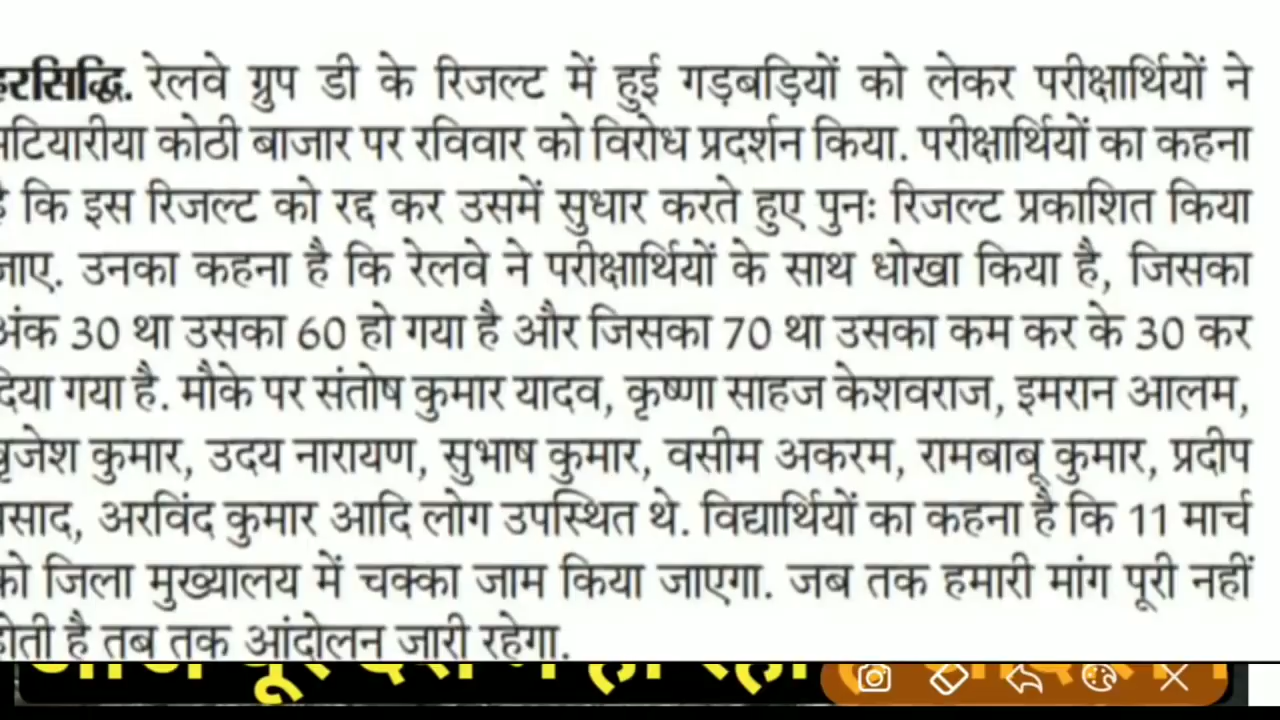 हरसिद्धि. रेलवे ग्रुप डी के रिजल्ट में हुई गड़बड़ियों को लेकर परीक्षार्थियों ने
मटियारीया कोठी बाजार पर रविवार को विरोध प्रदर्शन किया. परीक्षार्थियों का कहना
है कि इस रिजल्ट को रद्द कर उसमें सुधार करते हुए पुनः रिजल्ट प्रकाशित किया
जाए. उनका कहना है कि रेलवे ने परीक्षार्थियों के साथ धोखा किया है, जिसका
अंक 30 था उसका 60 हो गया है और जिसका 70 था उसका कम कर के 30 कर
दिया गया है. मौके पर संतोष कुमार यादव, कृष्णा साहज केशवराज, इमरान आलम,
बृजेश कुमार, उदय नारायण, सुभाष कुमार, वसीम अकरम, रामबाबू कुमार, प्रदीप
प्रसाद, अरविंद कुमार आदि लोग उपस्थित थे. विद्यार्थियों का कहना है कि 11 मार्च
को जिला मुख्यालय में चक्का जाम किया जाएगा. जब तक हमारी मांग पूरी नहीं
होती है तब तक आंदोलन जारी रहेगा.